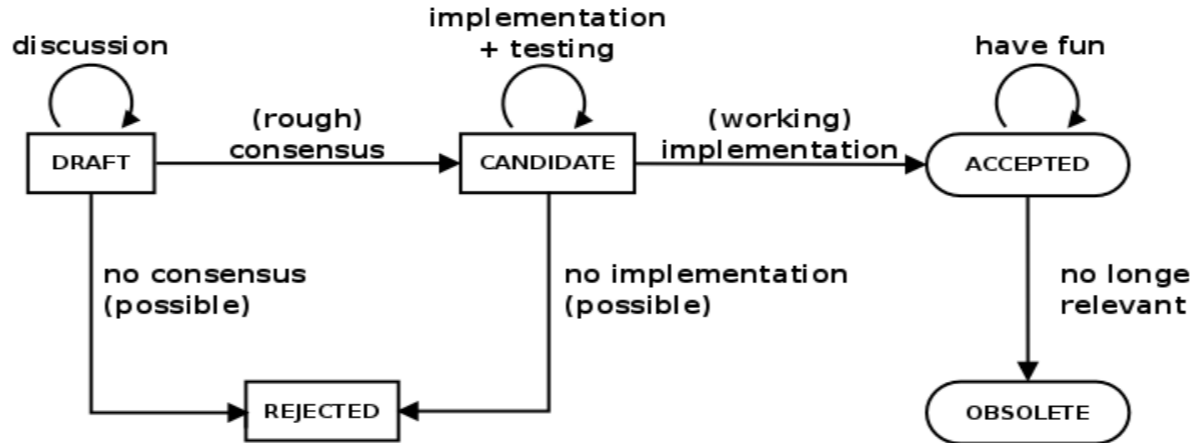 implementation
+ testing
discussion
have fun
(rough)
consensus
(working)
implementation
DRAFT
CANDIDATE
ACCEPTED
no consensus
(possible)
no implementation
(possible)
no longe
relevant
REJECTED
OBSOLETE